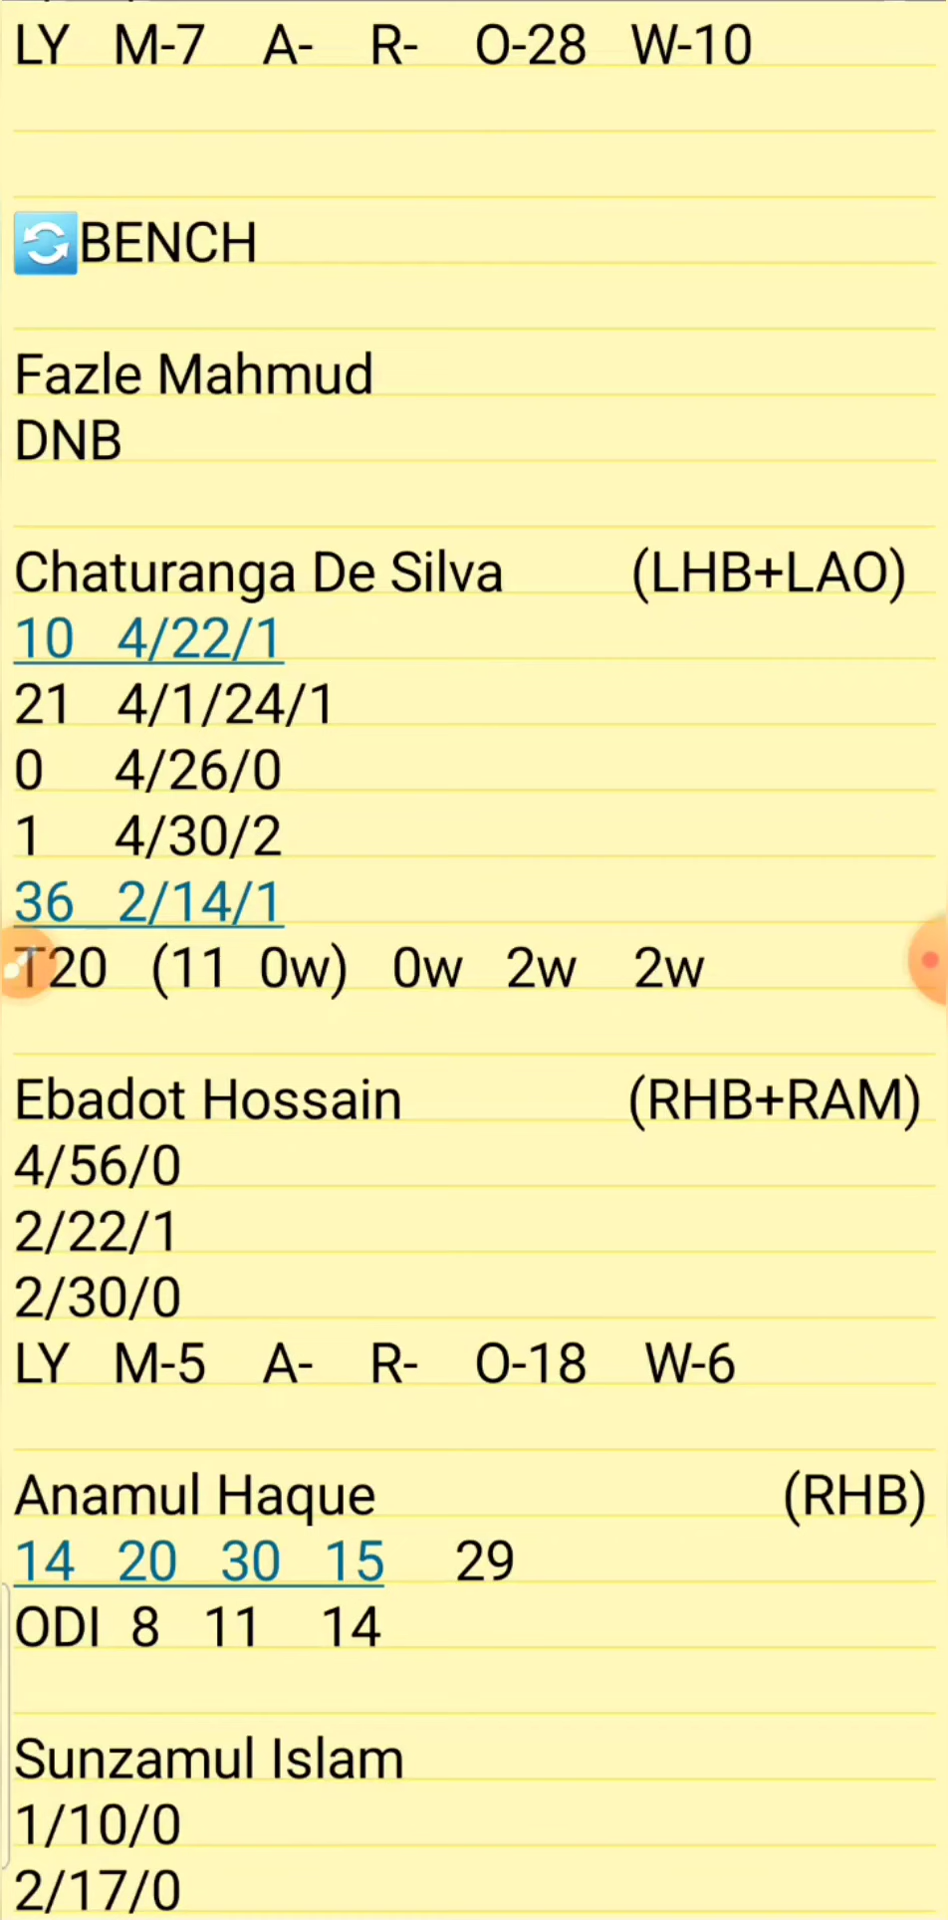 LY M-7 A- R- O-28 W-10
BENCH
Fazle Mahmud
DNB
Chaturanga De Silva (LHB+LAO)
10 4/22/1
21 4/1/24/1
0 4/26/0
1 4/30/2
36 2/14/1
T20 (11 0w) 0w 2w 2w
Ebadot Hossain (RHB+RAM)
4/56/0
2/22/1
2/30/0
LY M-5 A- R- O-18 W-6
Anamul Haque (RHB)
14 20 30 15 29
ODI 8 11 14
Sunzamul Islam
1/10/0
2/17/0